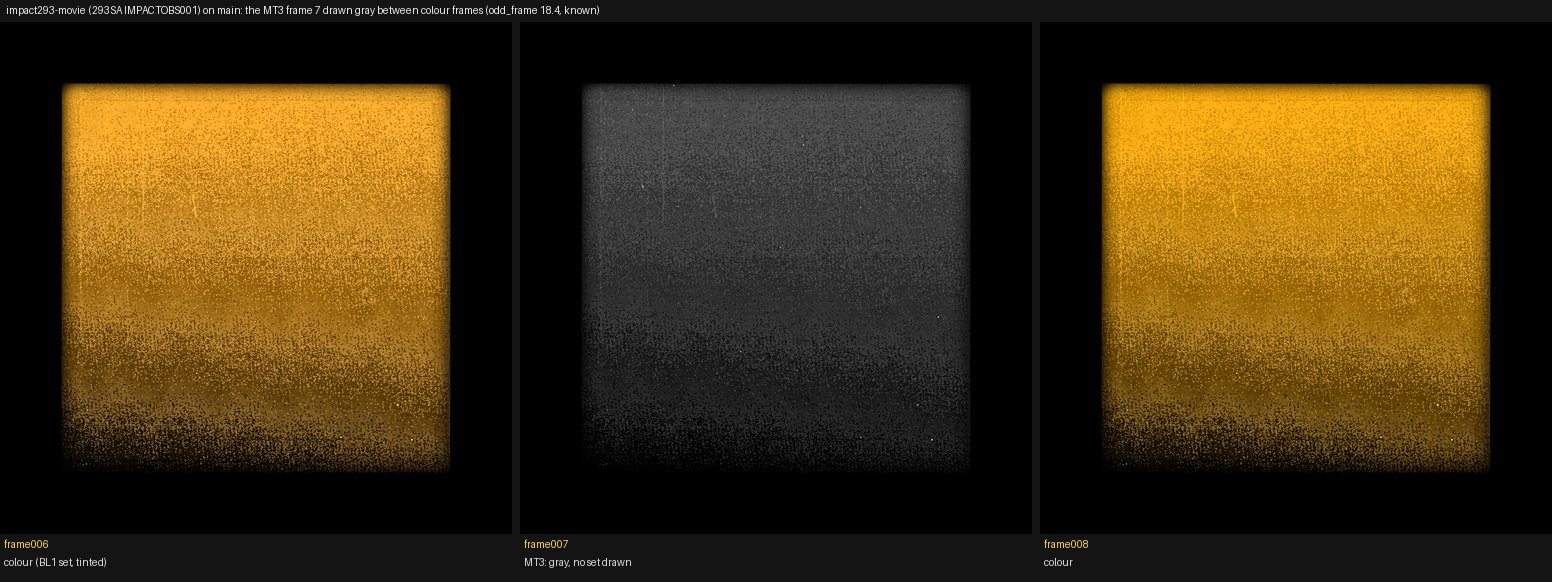 impact293-movie (293SA IMPACTOBS001) on main: the MT3 frame 7 drawn gray between colour frames (odd_frame 18.4, known)
frame006
colour (BL1 set, tinted)
frame007
MT3: gray, no set drawn
frame008
colour